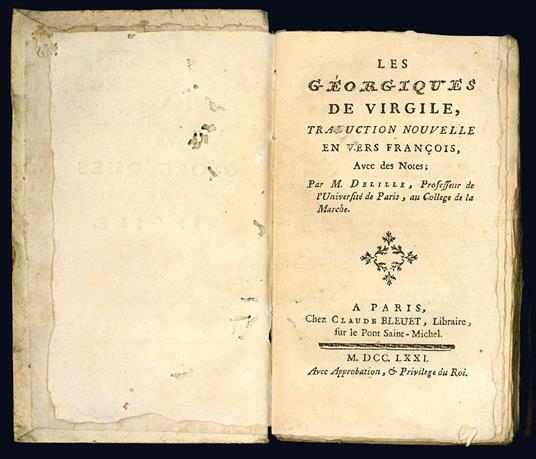 LES
GÉORGIQUES
DE VIRGILE,
TRADUCTION NOUVELLE
EN VERS FRANÇOIS,
Avec des Notes;
Par M. DELILLE, Professeur de
l'Université de Paris, au College de la
Marche.
A PARIS,
Chez CLAUDE BLEUET, Libraire,
sur le Pont Saint-Michel.
M. DCC. LXXI.
Avec Approbation, & Privilege du Roi.